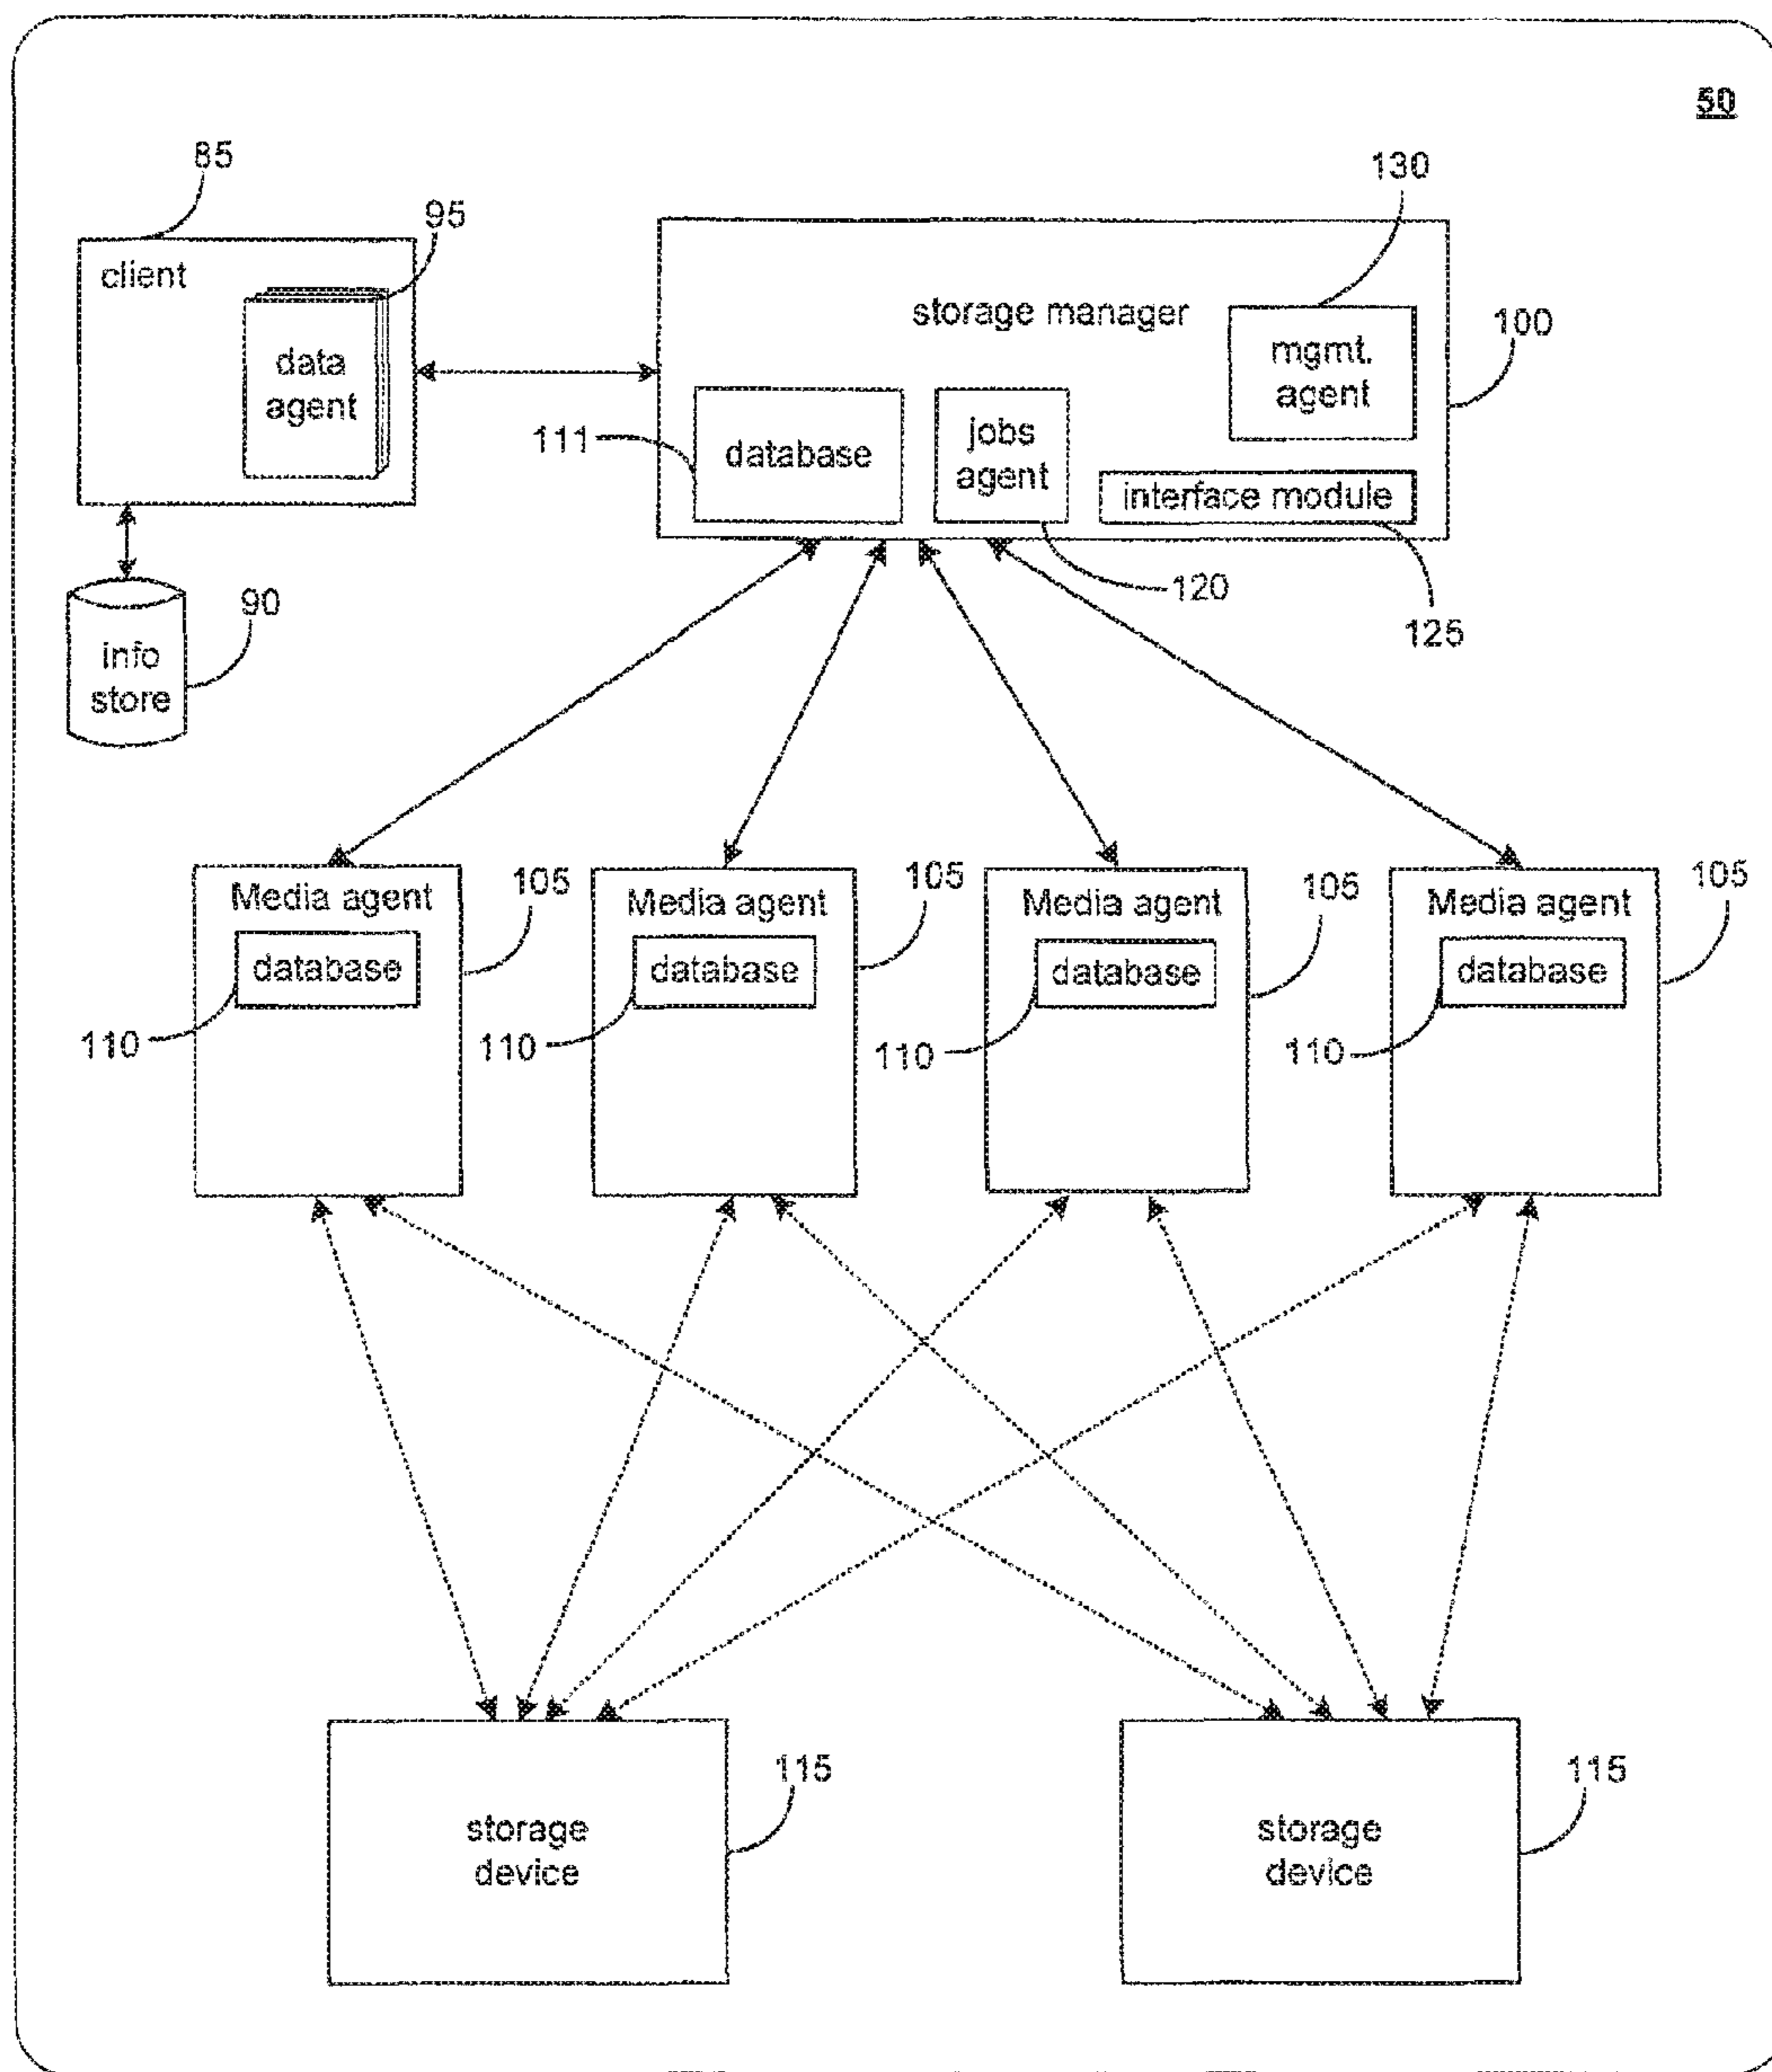 50
85
130
95
client
storage manager
100
data
agent
mgmt.
agent
111
database
jobs
agent
interface module
120
125
90
info
store
Media agent
105
Media agent
105
Media agent
105
Media agent
105
database
database
database
database
110
110
110
110
115
115
storage
device
storage
device